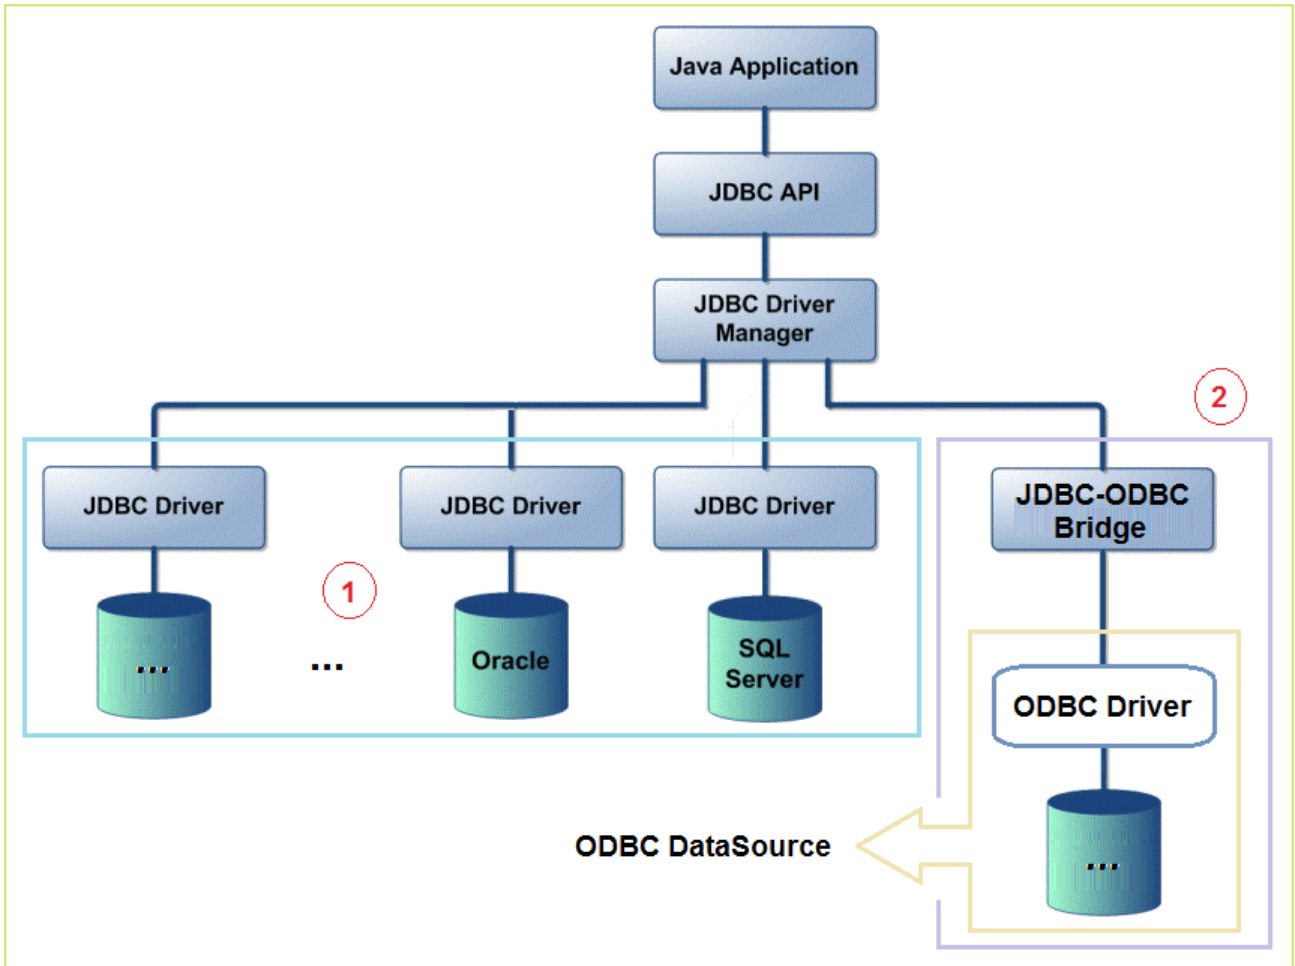 Java Application
JDBC API
JDBC Driver
Manager
2
JDBC Driver
JDBC Driver
JDBC Driver
JDBC-ODBC
Bridge
1
...
...
Oracle
SQL
Server
ODBC Driver
ODBC DataSource
...